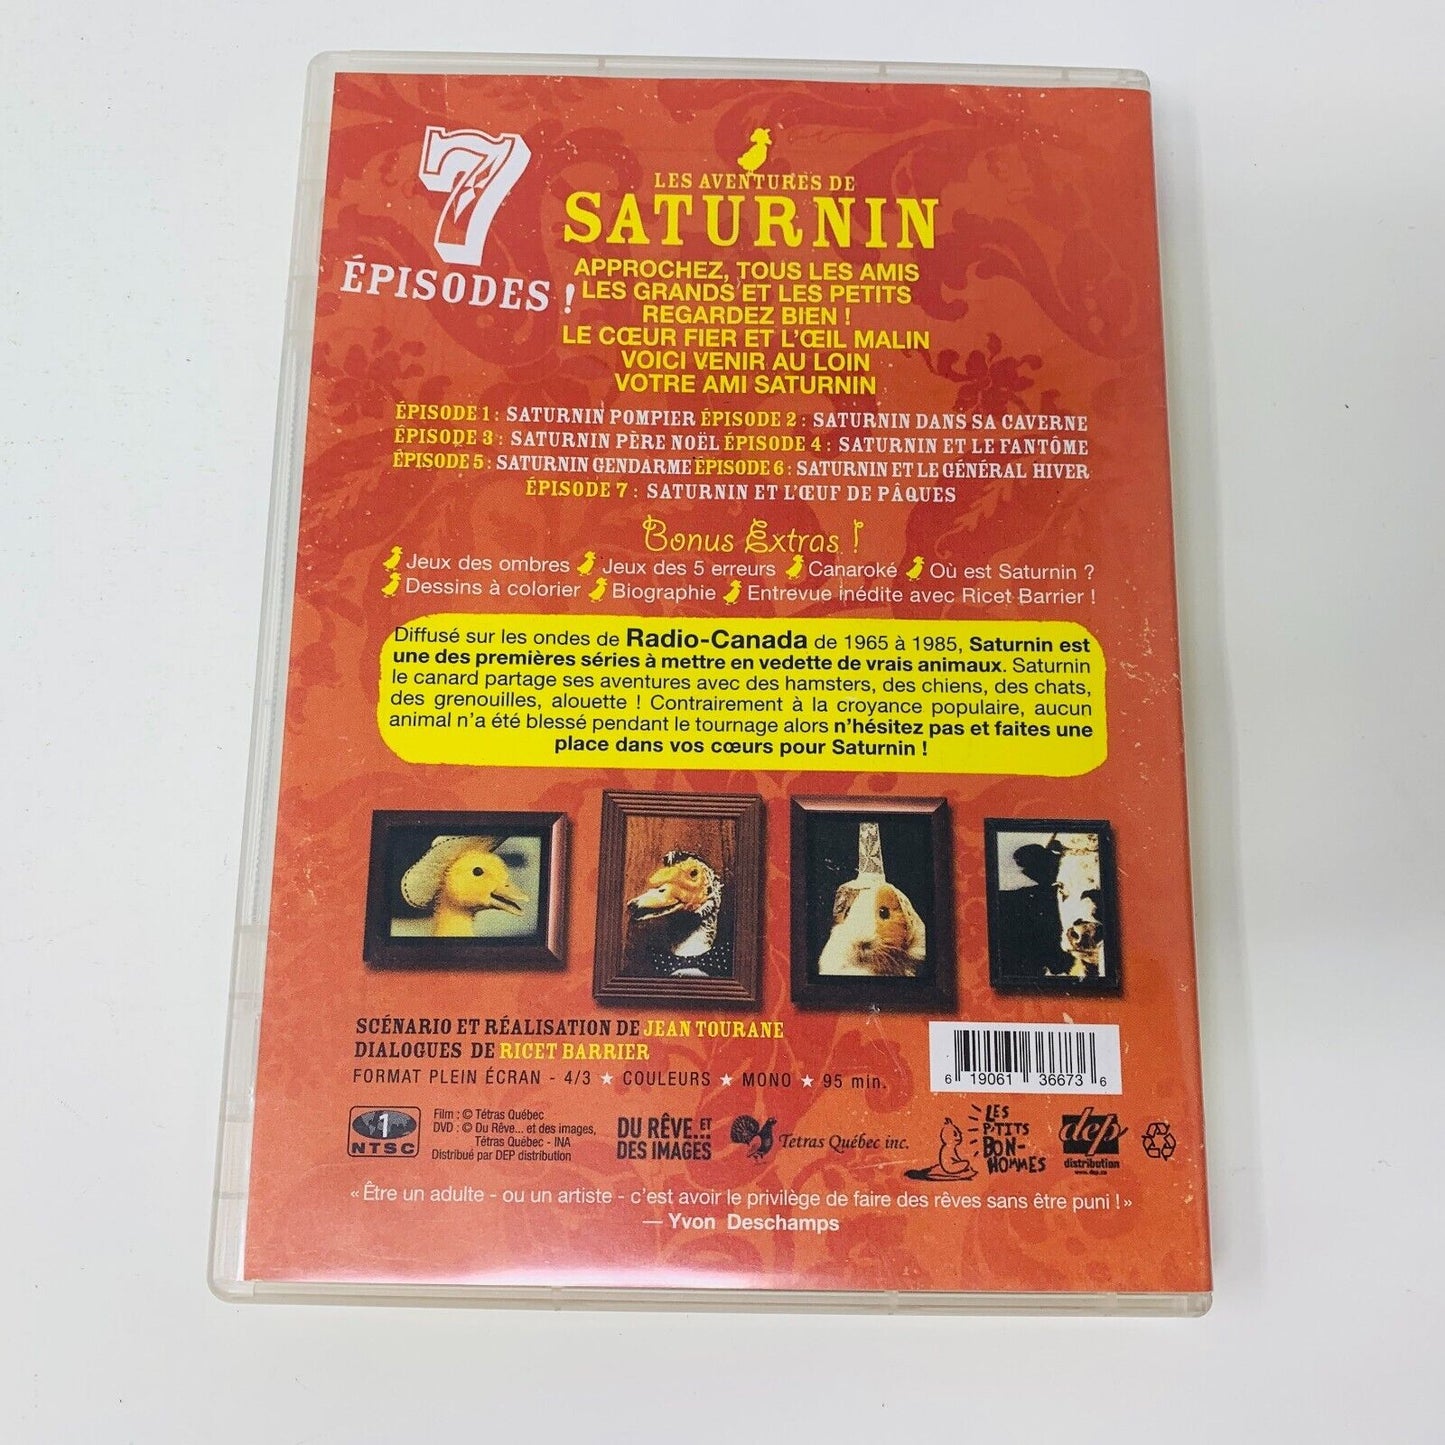 7
ÉPISODES !
LES AVENTURES DE
SATURNIN
APPROCHEZ, TOUS LES AMIS
LES GRANDS ET LES PETITS
REGARDEZ BIEN !
LE CŒUR FIER ET L'ŒIL MALIN
VOICI VENIR AU LOIN
VOTRE AMI SATURNIN
ÉPISODE 1 : SATURNIN POMPIER ÉPISODE 2 : SATURNIN DANS SA CAVERNE
ÉPISODE 3 : SATURNIN PÈRE NOËL ÉPISODE 4 : SATURNIN ET LE FANTÔME
ÉPISODE 5 : SATURNIN GENDARME ÉPISODE 6 : SATURNIN ET LE GÉNÉRAL HIVER
ÉPISODE 7 : SATURNIN ET L'ŒUF DE PÂQUES
Bonus Extras !
Jeux des ombres Jeux des 5 erreurs Canaroké Où est Saturnin ?
Dessins à colorier Biographie Entrevue inédite avec Ricet Barrier !
Diffusé sur les ondes de Radio-Canada de 1965 à 1985, Saturnin est
une des premières séries à mettre en vedette de vrais animaux. Saturnin
le canard partage ses aventures avec des hamsters, des chiens, des chats,
des grenouilles, alouette ! Contrairement à la croyance populaire, aucun
animal n'a été blessé pendant le tournage alors n'hésitez pas et faites une
place dans vos cœurs pour Saturnin !
SCÉNARIO ET RÉALISATION DE JEAN TOURANE
DIALOGUES DE RICET BARRIER
FORMAT PLEIN ÉCRAN - 4/3 ★ COULEURS ★ MONO ★ 95 min.
6 19061 36673 6
1
NTSC
Film : © Tétras Québec
DVD : © Du Rêve... et des images,
Tétras Québec - INA
Distribué par DEP distribution
DU RÊVE... ET
DES IMAGES
Tetras Québec inc.
LES
P'TITS
BON-
HOMMES
dep
distribution
www.dep.ca
« Être un adulte - ou un artiste - c'est avoir le privilège de faire des rêves sans être puni ! »
— Yvon Deschamps